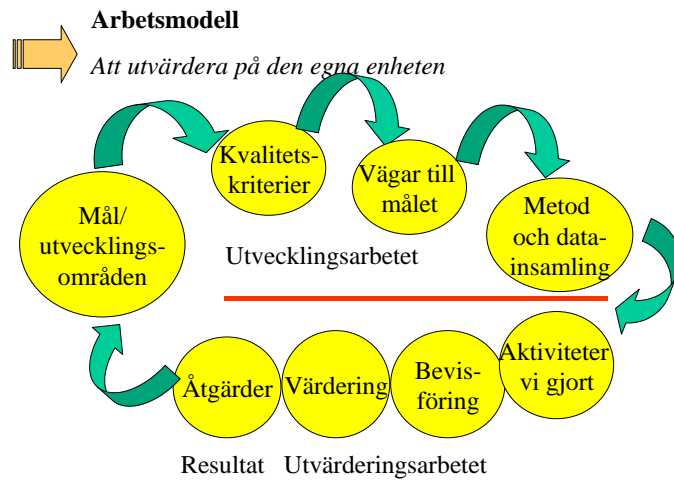 Arbetsmodell
Att utvärdera på den egna enheten
Kvalitets-
kriterier
Vägar till
målet
Mål/
utvecklings-
områden
Metod
och data-
insamling
Utvecklingsarbetet
Åtgärder
Värdering
Bevis-
föring
Aktiviteter
vi gjort
Resultat Utvärderingsarbetet